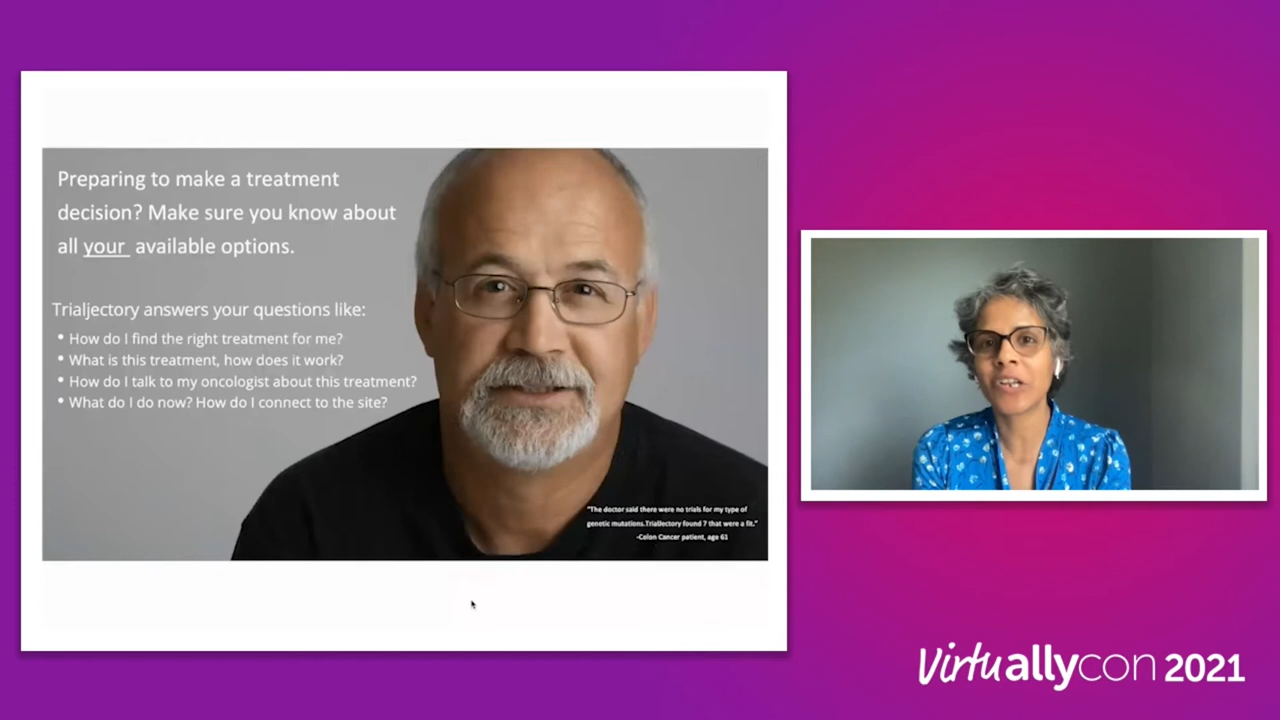 Preparing to make a treatment
decision? Make sure you know about
all your available options.
Trialjectory answers your questions like:
• How do I find the right treatment for me?
• What is this treatment, how does it work?
• How do I talk to my oncologist about this treatment?
• What do I do now? How do I connect to the site?
"The doctor said there were no trials for my type of
genetic mutations.TrialJectory found 7 that were a fit."
-Colon Cancer patient, age 61
Virtuallycon 2021